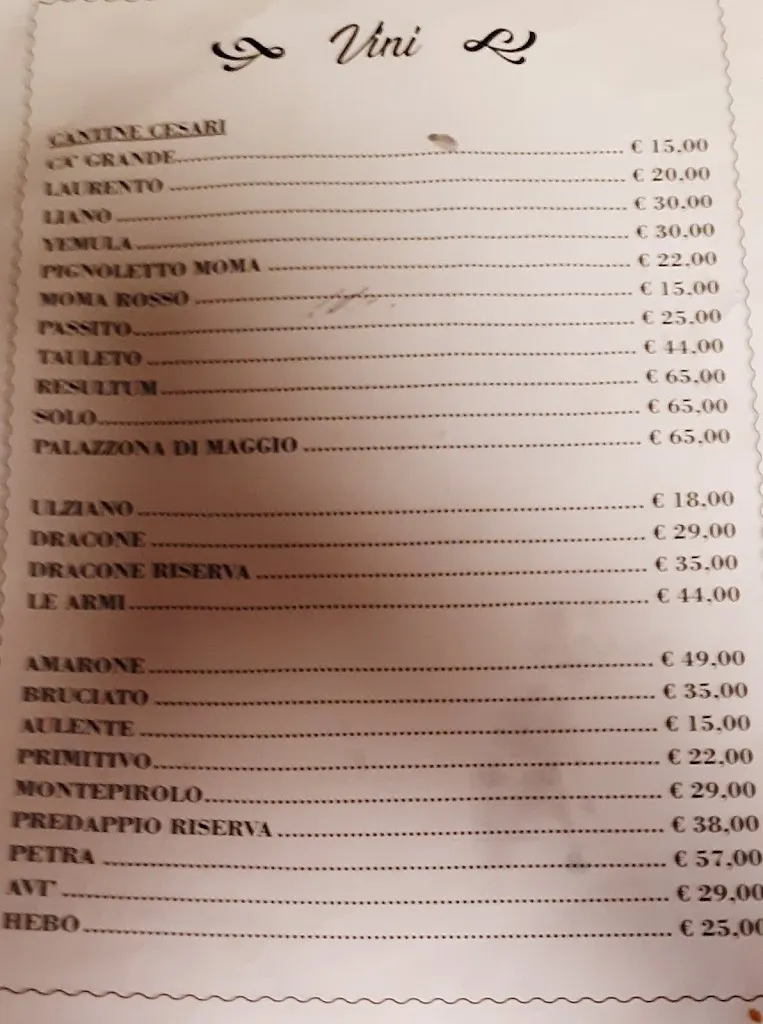 Vini
CANTINE CESARI
CA' GRANDE € 15,00
LAURENTO € 20,00
LIANO € 30,00
YEMULA € 30,00
PIGNOLETTO MOMA € 22,00
MOMA ROSSO € 15,00
PASSITO € 25,00
TAULETO € 44,00
RESULTUM € 65,00
SOLO € 65,00
PALAZZONA DI MAGGIO € 65,00
ULZIANO € 18,00
DRACONE € 29,00
DRACONE RISERVA € 35,00
LE ARMI € 44,00
AMARONE € 49,00
BRUCIATO € 35,00
AULENTE € 15,00
PRIMITIVO € 22,00
MONTEPIROLO € 29,00
PREDAPPIO RISERVA € 38,00
PETRA € 57,00
AVI' € 29,00
HEBO € 25,00